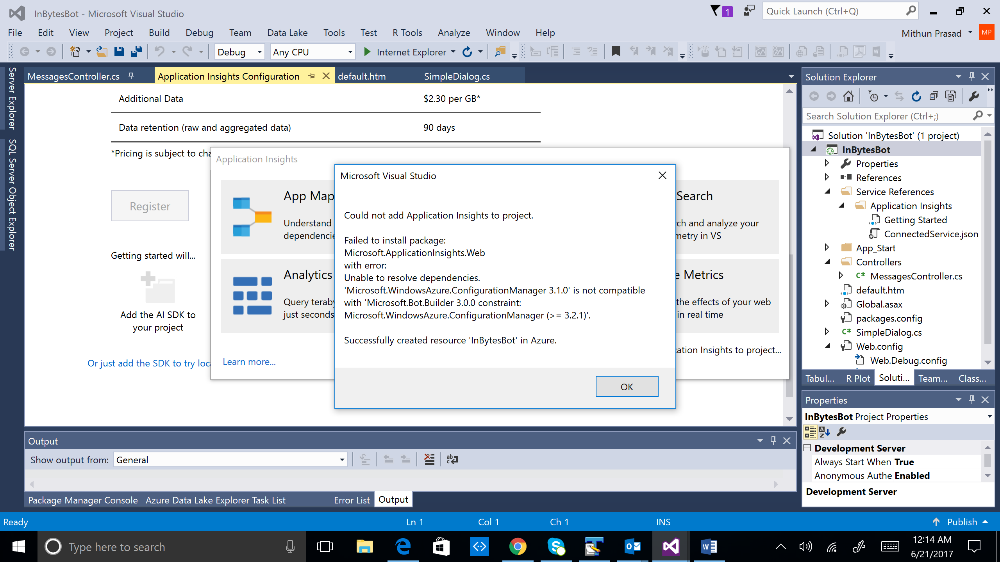 InBytesBot - Microsoft Visual Studio
1
Quick Launch (Ctrl+Q)
File Edit View Project Build Debug Team Data Lake Tools Test R Tools Analyze Window Help
Mithun Prasad
MP
Debug Any CPU Internet Explorer
Server Explorer
SQL Server Object Explorer
MessagesController.cs Application Insights Configuration default.htm SimpleDialog.cs
Additional Data $2.30 per GB*
Data retention (raw and aggregated data) 90 days
*Pricing is subject to cha
Register
Getting started will...
Add the AI SDK to
your project
Or just add the SDK to try loca
Application Insights
App Map
Understand
dependencie
Search
rch and analyze your
metry in VS
Analytics
Query teraby
just seconds
e Metrics
the effects of your web
in real time
Learn more...
ation Insights to project...
Microsoft Visual Studio
Could not add Application Insights to project.
Failed to install package:
Microsoft.ApplicationInsights.Web
with error:
Unable to resolve dependencies.
'Microsoft.WindowsAzure.ConfigurationManager 3.1.0' is not compatible
with 'Microsoft.Bot.Builder 3.0.0 constraint:
Microsoft.WindowsAzure.ConfigurationManager (>= 3.2.1)'.
Successfully created resource 'InBytesBot' in Azure.
OK
Solution Explorer
Search Solution Explorer (Ctrl+;)
Solution 'InBytesBot' (1 project)
InBytesBot
Properties
References
Service References
Application Insights
Getting Started
ConnectedService.json
App_Start
Controllers
C# MessagesController.cs
default.htm
Global.asax
packages.config
C# SimpleDialog.cs
Web.config
Web.Debug.config
Tabul... R Plot Soluti... Team... Class...
Properties
InBytesBot Project Properties
Development Server
Always Start When True
Anonymous Authe Enabled
Development Server
Output
Show output from: General
Package Manager Console Azure Data Lake Explorer Task List Error List Output
Ready Ln 1 Col 1 Ch 1 INS Publish
Type here to search
12:14 AM
6/21/2017